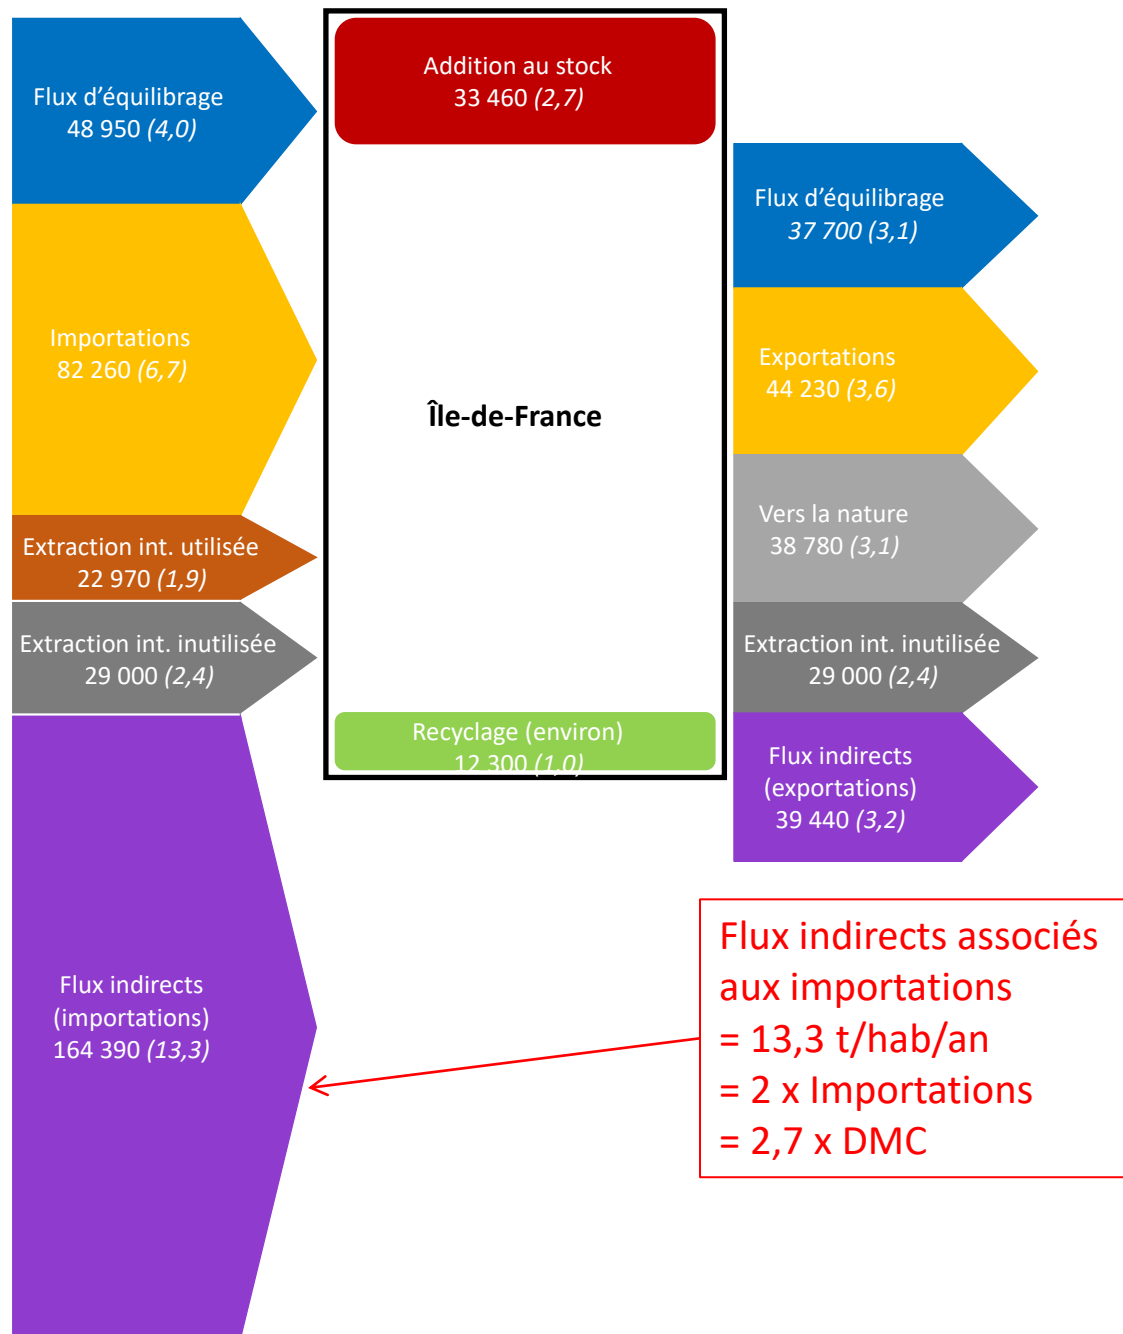 Flux d’équilibrage
48 950 (4,0)
Importations
82 260 (6,7)
Extraction int. utilisée
22 970 (1,9)
Extraction int. inutilisée
29 000 (2,4)
Flux indirects
(importations)
164 390 (13,3)
Addition au stock
33 460 (2,7)
Île-de-France
Recyclage (environ)
12 300 (1,0)
Flux d’équilibrage
37 700 (3,1)
Exportations
44 230 (3,6)
Vers la nature
38 780 (3,1)
Extraction int. inutilisée
29 000 (2,4)
Flux indirects
(exportations)
39 440 (3,2)
Flux indirects associés
aux importations
= 13,3 t/hab/an
= 2 x Importations
= 2,7 x DMC